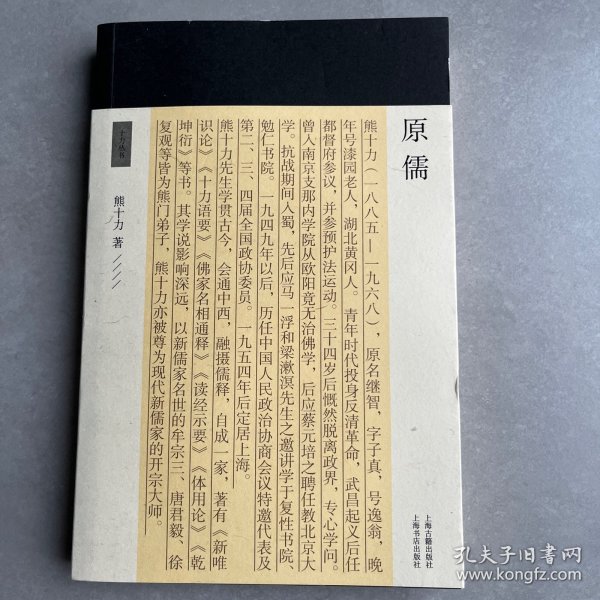 原儒
熊十力（一八八五—一九六八），原名继智，字子真，号逸翁，晚
年号漆园老人，湖北黄冈人。青年时代投身反清革命，武昌起义后任
都督府参议，并参预护法运动。三十四岁后慨然脱离政界，专心学问。
曾入南京支那内学院从欧阳竟无治佛学，后应蔡元培之聘任教北京大
学。抗战期间入蜀，先后应马一浮和梁漱溟先生之邀讲学于复性书院、
勉仁书院。一九四九年以后，历任中国人民政治协商会议特邀代表及
第二、三、四届全国政协委员。一九五四年后定居上海。
熊十力先生学贯古今，会通中西，融摄儒释，自成一家，著有《新唯
识论》《十力语要》《佛家名相通释》《读经示要》《体用论》《乾
坤衍》等书。其学说影响深远，以新儒家名世的牟宗三、唐君毅、徐
复观等皆为熊门弟子，熊十力亦被尊为现代新儒家的开宗大师。
十力丛书
熊十力 著
上海古籍出版社
上海书店出版社
孔夫子旧书网
www.kongfz.com